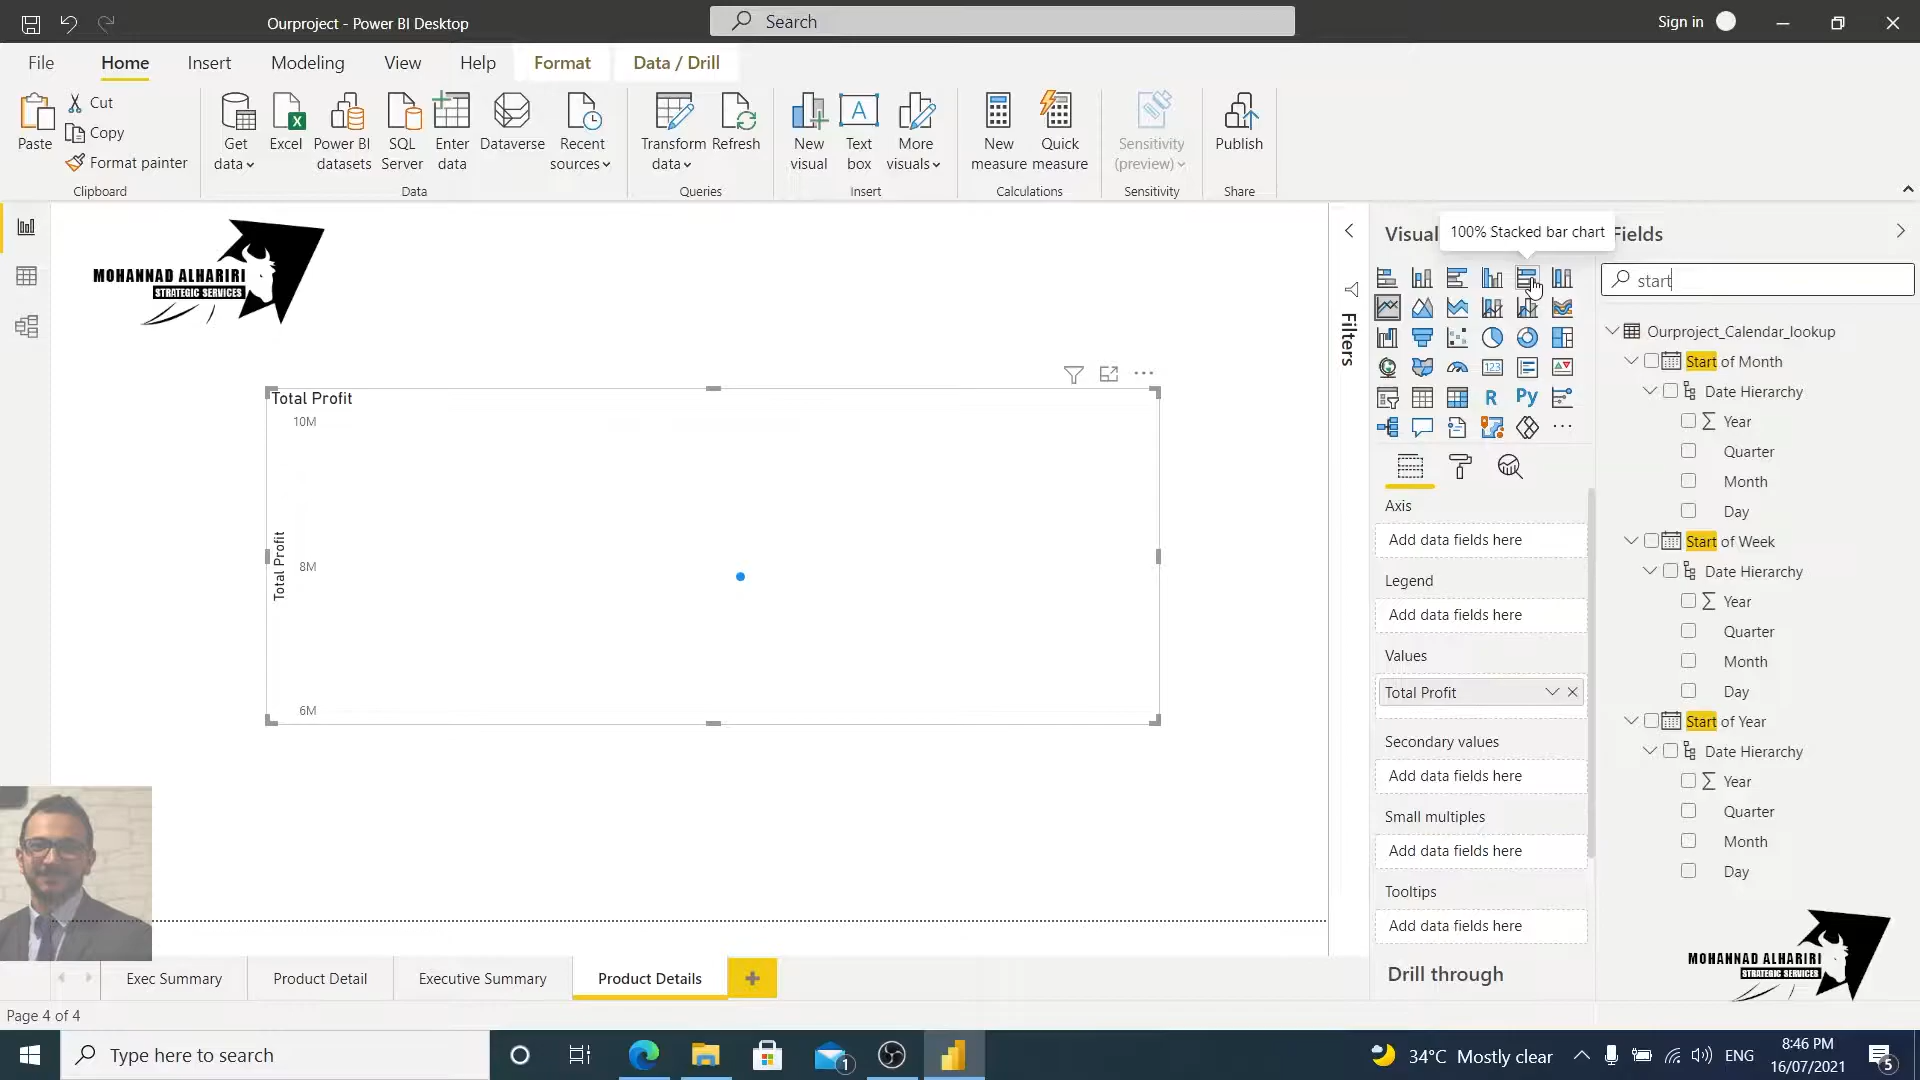 Ourproject - Power BI Desktop
Search
Sign in
File
Home
Insert
Modeling
View
Help
Format
Data / Drill
Paste
Cut
Copy
Format painter
Clipboard
Get data
Excel
Power BI datasets
SQL Server
Enter data
Dataverse
Recent sources
Data
Transform data
Refresh
Queries
New visual
Text box
More visuals
Insert
New measure
Quick measure
Calculations
Sensitivity (preview)
Sensitivity
Publish
Share
MOHANNAD ALHARIRI
STRATEGIC SERVICES
Total Profit
10M
8M
6M
Total Profit
Filters
Visual
100% Stacked bar chart
Fields
R
Py
123
Axis
Add data fields here
Legend
Add data fields here
Values
Total Profit
Secondary values
Add data fields here
Small multiples
Add data fields here
Tooltips
Add data fields here
Drill through
start
Ourproject_Calendar_lookup
Start of Month
Date Hierarchy
Year
Quarter
Month
Day
Start of Week
Date Hierarchy
Year
Quarter
Month
Day
Start of Year
Date Hierarchy
Year
Quarter
Month
Day
MOHANNAD ALHARIRI
STRATEGIC SERVICES
Exec Summary
Product Detail
Executive Summary
Product Details
Page 4 of 4
Type here to search
1
34°C Mostly clear
ENG
8:46 PM
16/07/2021
5